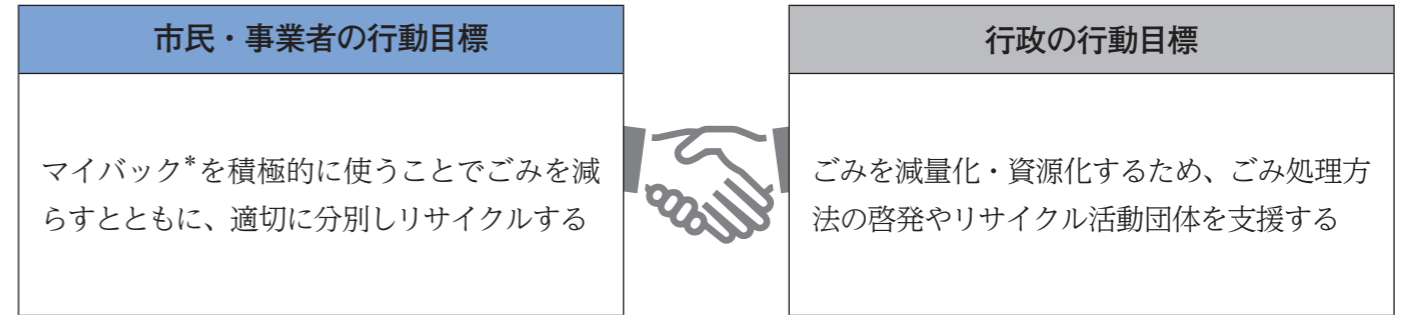 市民・事業者の行動目標
マイバック*を積極的に使うことでごみを減
らすとともに、適切に分別しリサイクルする
行政の行動目標
ごみを減量化・資源化するため、ごみ処理方
法の啓発やリサイクル活動団体を支援する